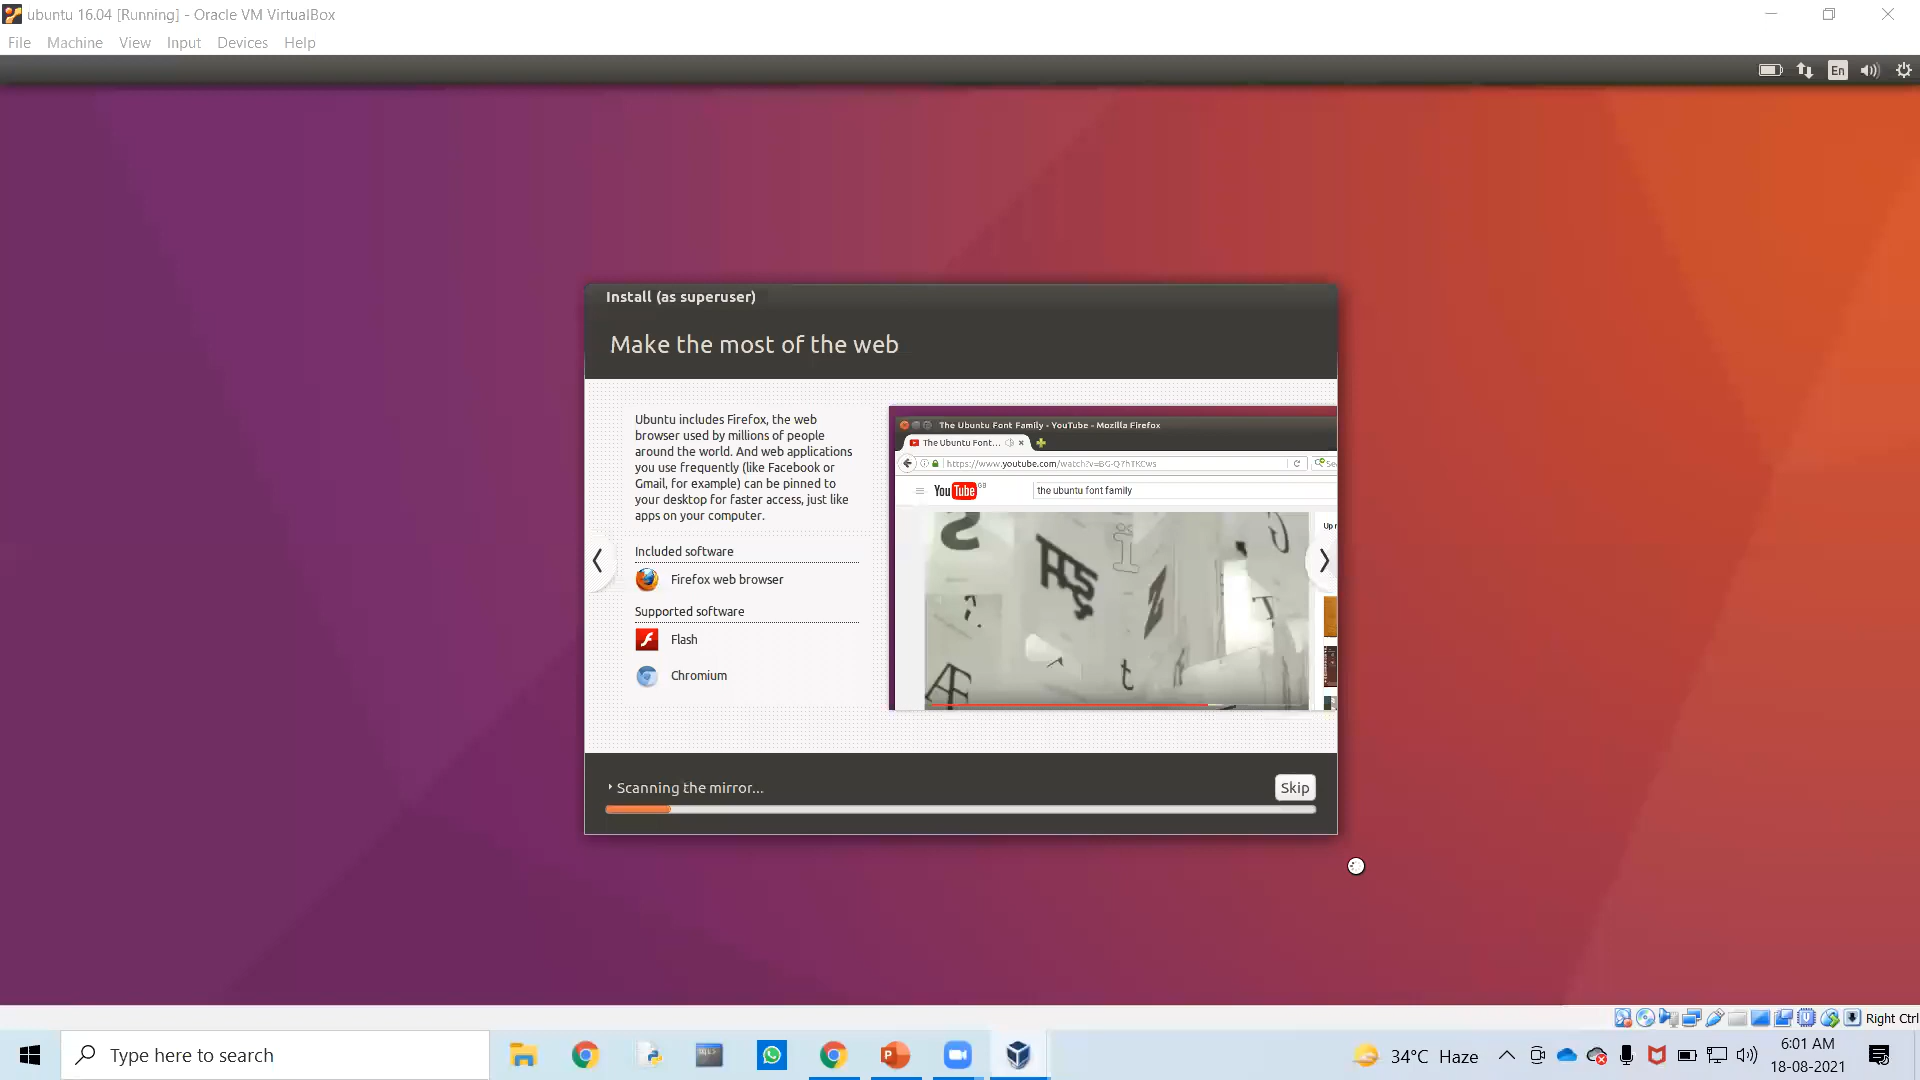 ubuntu 16.04 [Running] - Oracle VM VirtualBox
File Machine View Input Devices Help
En
Install (as superuser)
Make the most of the web
Ubuntu includes Firefox, the web
browser used by millions of people
around the world. And web applications
you use frequently (like Facebook or
Gmail, for example) can be pinned to
your desktop for faster access, just like
apps on your computer.
Included software
Firefox web browser
Supported software
Flash
Chromium
The Ubuntu Font Family - YouTube - Mozilla Firefox
The Ubuntu Font...
YouTube GB
the ubuntu font family
Scanning the mirror...
Skip
Right Ctrl
Type here to search
34°C Haze
6:01 AM
18-08-2021